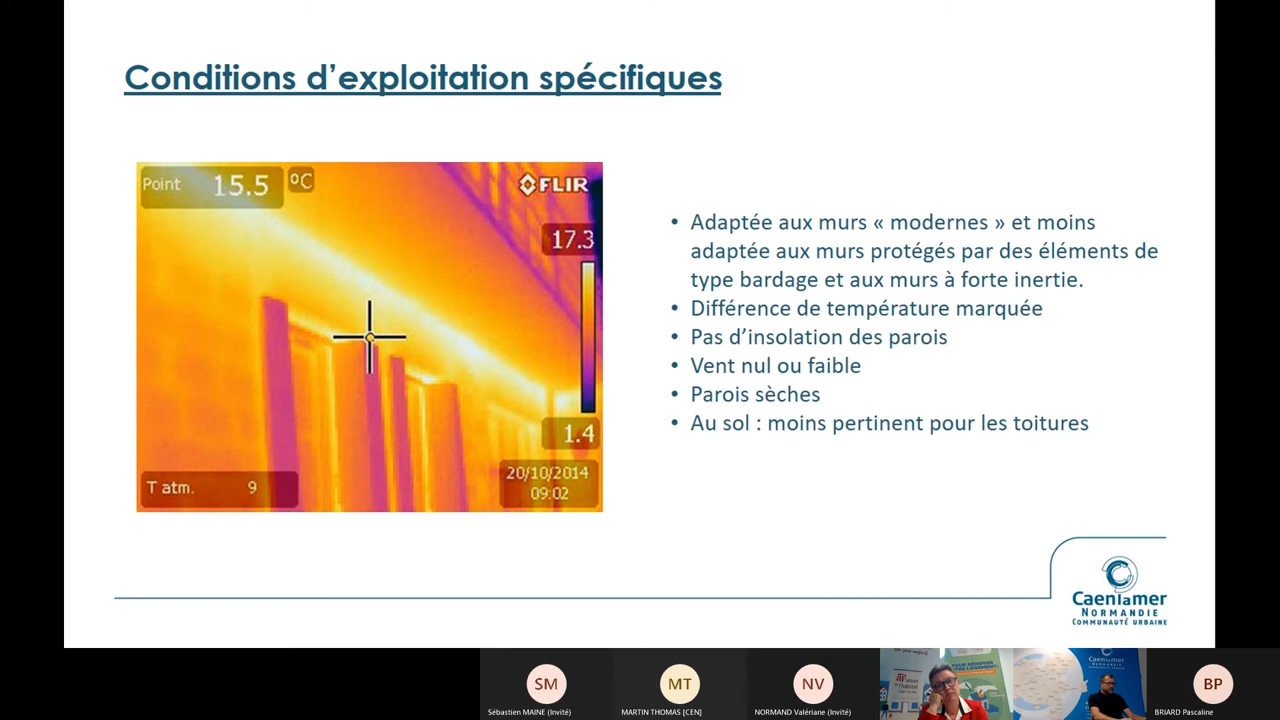 Conditions d’exploitation spécifiques
Point 15.5 °C
FLIR
17.3
1.4
20/10/2014
09:02
T atm. 9
• Adaptée aux murs « modernes » et moins
adaptée aux murs protégés par des éléments de
type bardage et aux murs à forte inertie.
• Différence de température marquée
• Pas d’insolation des parois
• Vent nul ou faible
• Parois sèches
• Au sol : moins pertinent pour les toitures
Caenlamer
NORMANDIE
COMMUNAUTÉ URBAINE
SM
MT
NV
BP
Sébastien MAINE (Invité)
MARTIN THOMAS [CEN]
NORMAND Valériane (Invité)
BRIARD Pascaline